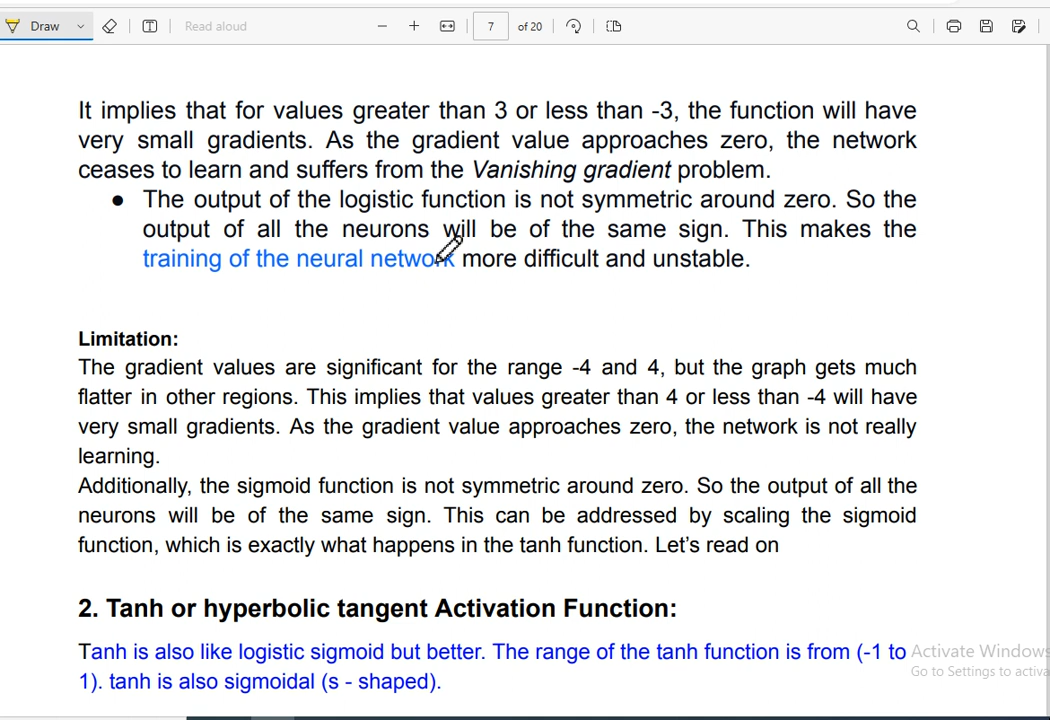 Draw
Read aloud
7 of 20
It implies that for values greater than 3 or less than -3, the function will have
very small gradients. As the gradient value approaches zero, the network
ceases to learn and suffers from the Vanishing gradient problem.
● The output of the logistic function is not symmetric around zero. So the
output of all the neurons will be of the same sign. This makes the
training of the neural network more difficult and unstable.
Limitation:
The gradient values are significant for the range -4 and 4, but the graph gets much
flatter in other regions. This implies that values greater than 4 or less than -4 will have
very small gradients. As the gradient value approaches zero, the network is not really
learning.
Additionally, the sigmoid function is not symmetric around zero. So the output of all the
neurons will be of the same sign. This can be addressed by scaling the sigmoid
function, which is exactly what happens in the tanh function. Let’s read on
2. Tanh or hyperbolic tangent Activation Function:
Tanh is also like logistic sigmoid but better. The range of the tanh function is from (-1 to
1). tanh is also sigmoidal (s - shaped).
Activate Windows
Go to Settings to activa